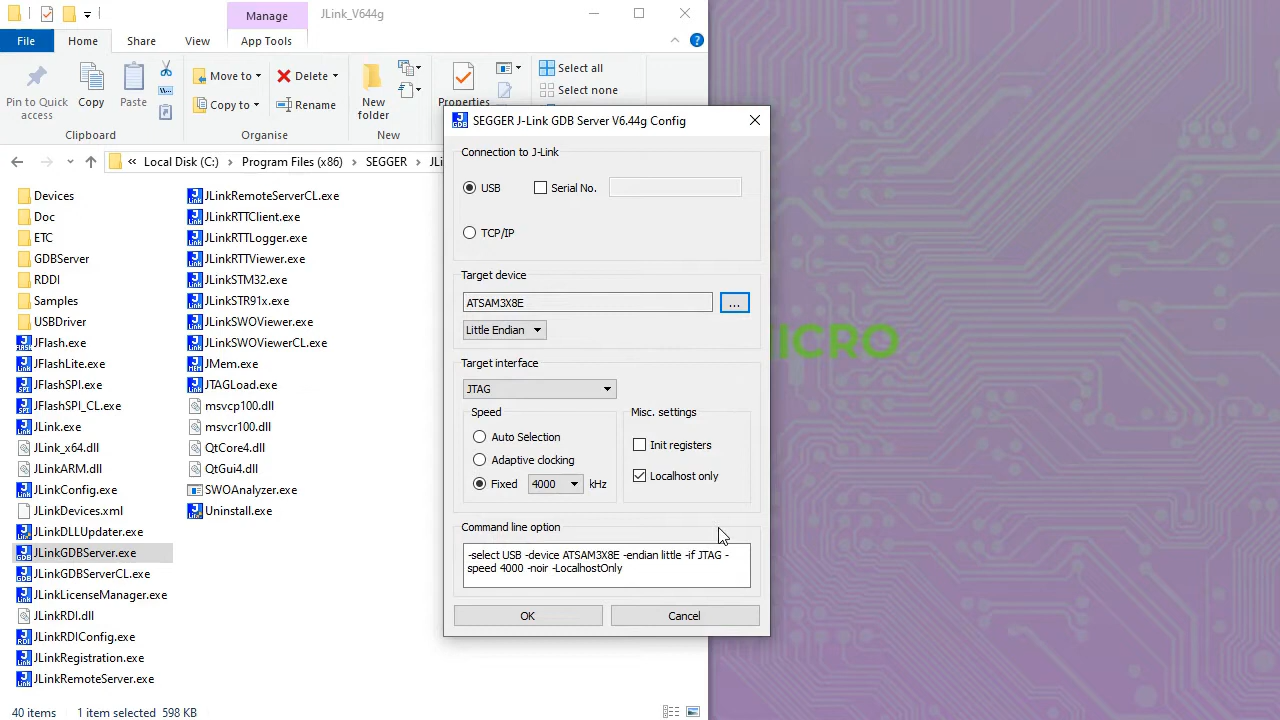 Manage
JLink_V644g
File
Home
Share
View
App Tools
Pin to Quick access
Copy
Paste
Move to
Copy to
Delete
Rename
New folder
Properties
Select all
Select none
Clipboard
Organise
New
« Local Disk (C:) > Program Files (x86) > SEGGER > JLi
Devices
Doc
ETC
GDBServer
RDDI
Samples
USBDriver
JFlash.exe
JFlashLite.exe
JFlashSPI.exe
JFlashSPI_CL.exe
JLink.exe
JLink_x64.dll
JLinkARM.dll
JLinkConfig.exe
JLinkDevices.xml
JLinkDLLUpdater.exe
JLinkGDBServer.exe
JLinkGDBServerCL.exe
JLinkLicenseManager.exe
JLinkRDI.dll
JLinkRDIConfig.exe
JLinkRegistration.exe
JLinkRemoteServer.exe
JLinkRemoteServerCL.exe
JLinkRTTClient.exe
JLinkRTTLogger.exe
JLinkRTTViewer.exe
JLinkSTM32.exe
JLinkSTR91x.exe
JLinkSWOViewer.exe
JLinkSWOViewerCL.exe
JMem.exe
JTAGLoad.exe
msvcp100.dll
msvcr100.dll
QtCore4.dll
QtGui4.dll
SWOAnalyzer.exe
Uninstall.exe
40 items
1 item selected 598 KB
SEGGER J-Link GDB Server V6.44g Config
Connection to J-Link
USB
Serial No.
TCP/IP
Target device
ATSAM3X8E
...
Little Endian
Target interface
JTAG
Speed
Auto Selection
Adaptive clocking
Fixed
4000
kHz
Misc. settings
Init registers
Localhost only
Command line option
-select USB -device ATSAM3X8E -endian little -if JTAG -
speed 4000 -noir -LocalhostOnly
OK
Cancel
ICRO